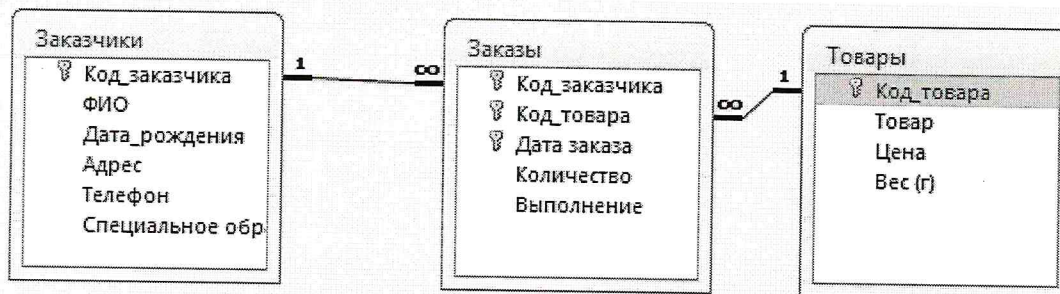 Заказчики
Код_заказчика
ФИО
Дата_рождения
Адрес
Телефон
Специальное обр
1
∞
Заказы
Код_заказчика
Код_товара
Дата заказа
Количество
Выполнение
∞
1
Товары
Код_товара
Товар
Цена
Вес (г)